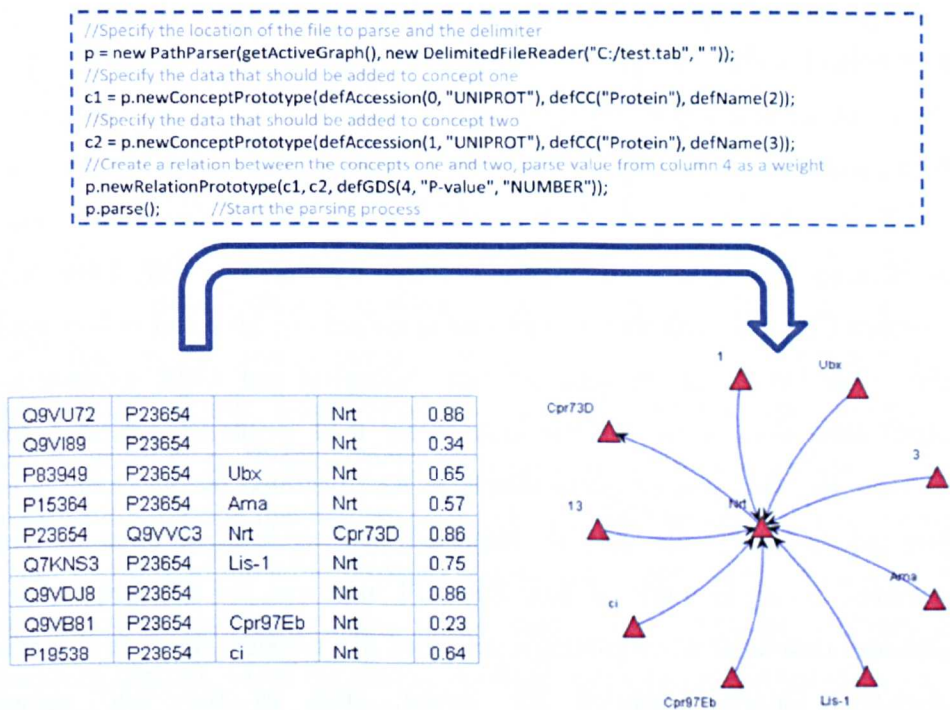 //Specify the location of the file to parse and the delimiter
p = new PathParser(getActiveGraph(), new DelimitedFileReader("C:/test.tab", " "));
//Specify the data that should be added to concept one
c1 = p.newConceptPrototype(defAccession(0, "UNIPROT"), defCC("Protein"), defName(2));
//Specify the data that should be added to concept two
c2 = p.newConceptPrototype(defAccession(1, "UNIPROT"), defCC("Protein"), defName(3));
//Create a relation between the concepts one and two, parse value from column 4 as a weight
p.newRelationPrototype(c1, c2, defGDS(4, "P-value", "NUMBER"));
p.parse(); //Start the parsing process
Q9VU72 P23654 Nrt 0.86
Q9VI89 P23654 Nrt 0.34
P83949 P23654 Ubx Nrt 0.65
P15364 P23654 Ama Nrt 0.57
P23654 Q9VVC3 Nrt Cpr73D 0.86
Q7KNS3 P23654 Lis-1 Nrt 0.75
Q9VDJ8 P23654 Nrt 0.86
Q9VB81 P23654 Cpr97Eb Nrt 0.23
P19538 P23654 ci Nrt 0.64
1
Ubx
Cpr73D
3
13
Nrt
Ama
ci
Cpr97Eb
Lis-1